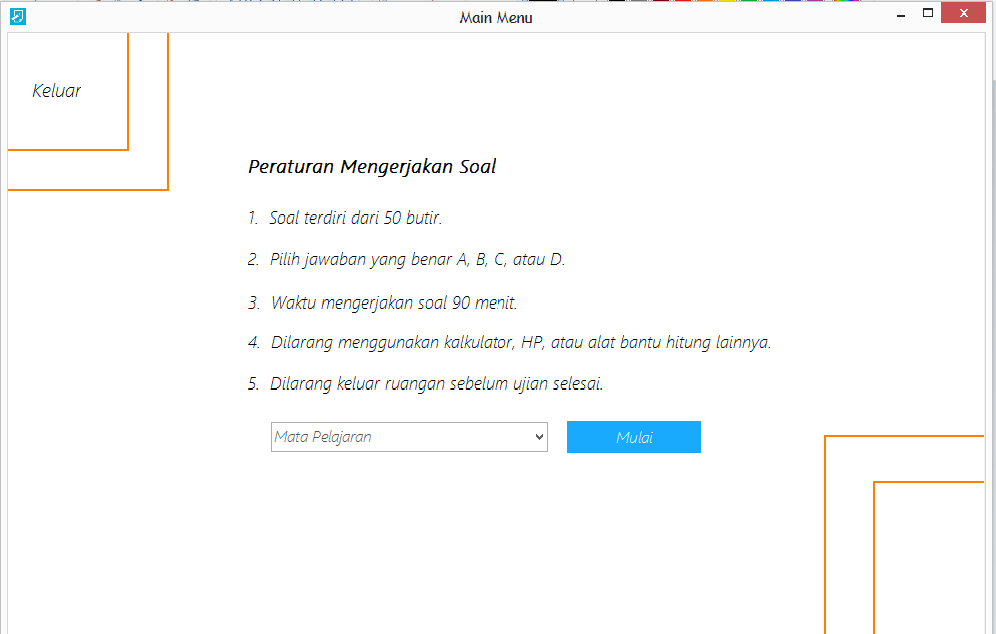 Main Menu
Keluar
Peraturan Mengerjakan Soal
1. Soal terdiri dari 50 butir.
2. Pilih jawaban yang benar A, B, C, atau D.
3. Waktu mengerjakan soal 90 menit.
4. Dilarang menggunakan kalkulator, HP, atau alat bantu hitung lainnya.
5. Dilarang keluar ruangan sebelum ujian selesai.
Mata Pelajaran
Mulai